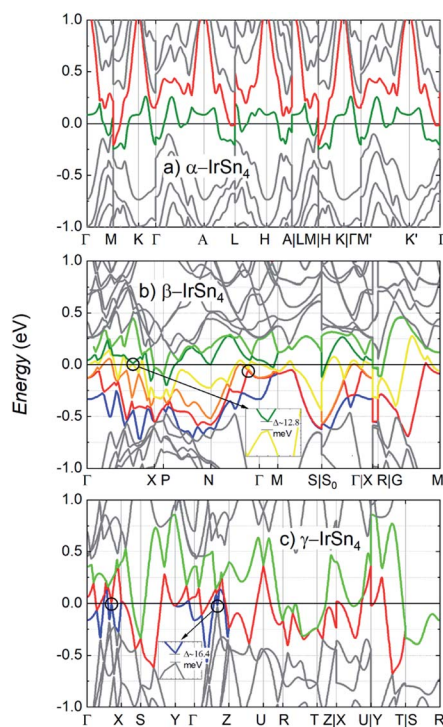 Energy (eV)
1.0
0.5
0.0
-0.5
-1.0
a) α-IrSn4
Γ M K Γ A L H A|LM|H K|ΓM' K' Γ
1.0
0.5
0.0
-0.5
-1.0
b) β-IrSn4
Δ~12.8
meV
Γ X P N Γ M S|S0 Γ|X R|G M
1.0
0.5
0.0
-0.5
-1.0
c) γ-IrSn4
Δ~16.4
meV
Γ X S Y Γ Z U R T Z|X U|Y T|S R